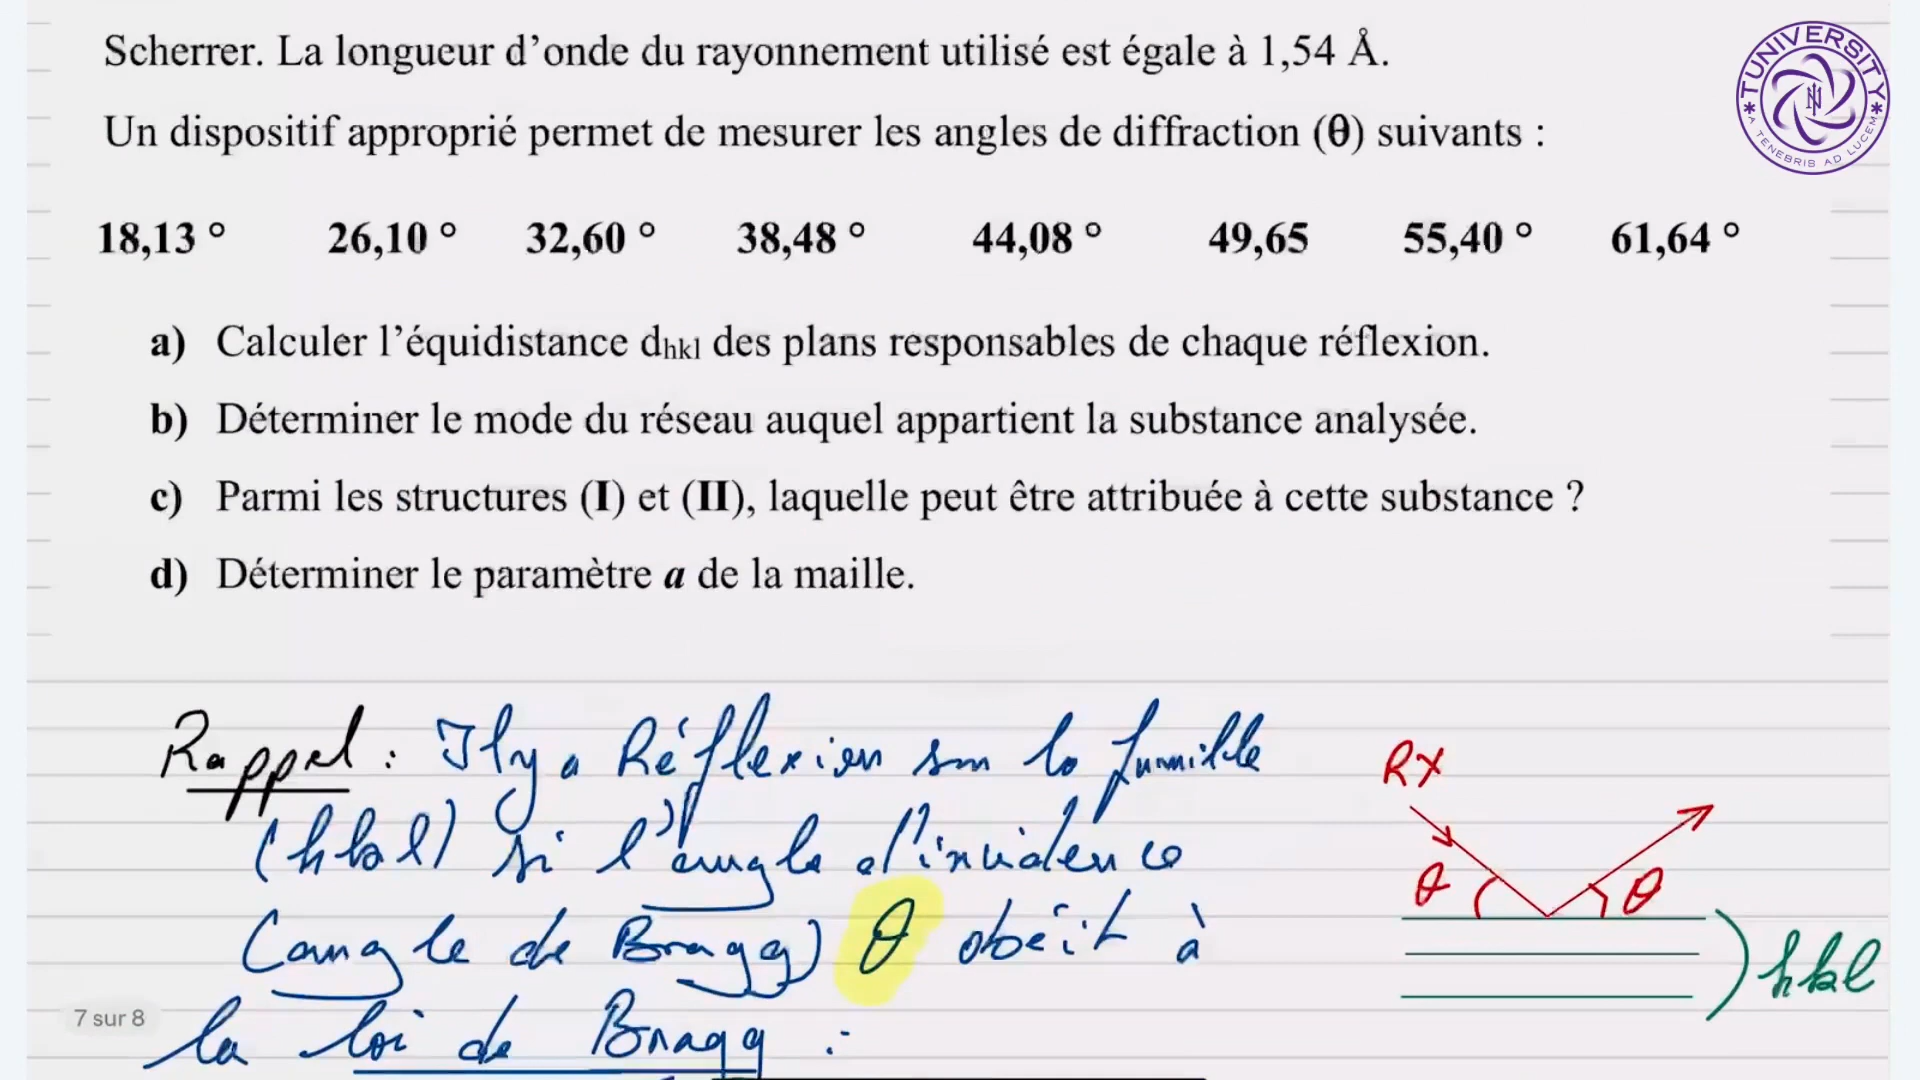 Scherrer. La longueur d'onde du rayonnement utilisé est égale à 1,54 Å.
TUNIVERSITY
A TENEBRIS AD LUCEM
Un dispositif approprié permet de mesurer les angles de diffraction (θ) suivants :
18,13 ° 26,10 ° 32,60 ° 38,48 ° 44,08 ° 49,65 55,40 ° 61,64 °
a) Calculer l'équidistance dhkl des plans responsables de chaque réflexion.
b) Déterminer le mode du réseau auquel appartient la substance analysée.
c) Parmi les structures (I) et (II), laquelle peut être attribuée à cette substance ?
d) Déterminer le paramètre a de la maille.
Rappel : Il y a Réflexion sur la famille
RX
(hkl) si l'angle d'incidence
θ θ
(angle de Bragg) θ obéit à
hkl
7 sur 8
la loi de Bragg :